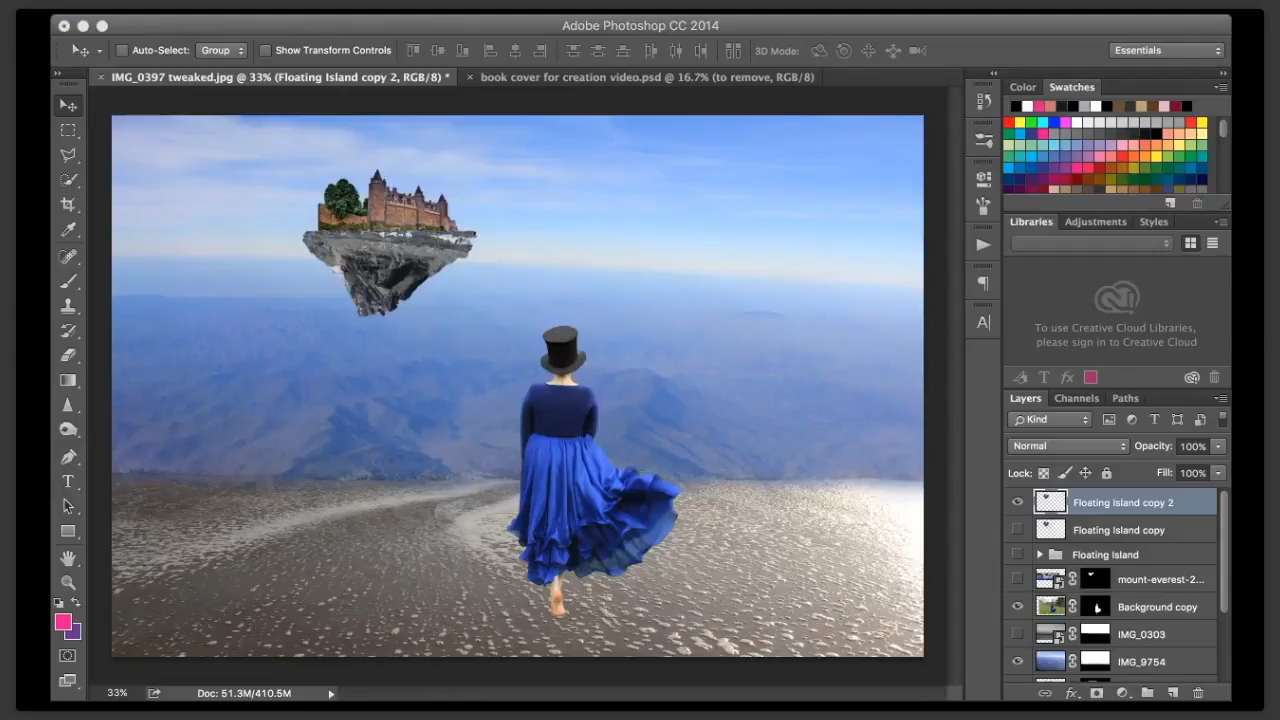 Adobe Photoshop CC 2014
Auto-Select: Group Show Transform Controls 3D Mode: Essentials
IMG_0397 tweaked.jpg @ 33% (Floating Island copy 2, RGB/8) * book cover for creation video.psd @ 16.7% (to remove, RGB/8)
Color Swatches
Libraries Adjustments Styles
To use Creative Cloud Libraries,
please sign in to Creative Cloud
Layers Channels Paths
Kind
Normal Opacity: 100%
Lock: Fill: 100%
Floating Island copy 2
Floating Island copy
Floating Island
mount-everest-2...
Background copy
IMG_0303
IMG_9754
33% Doc: 51.3M/410.5M